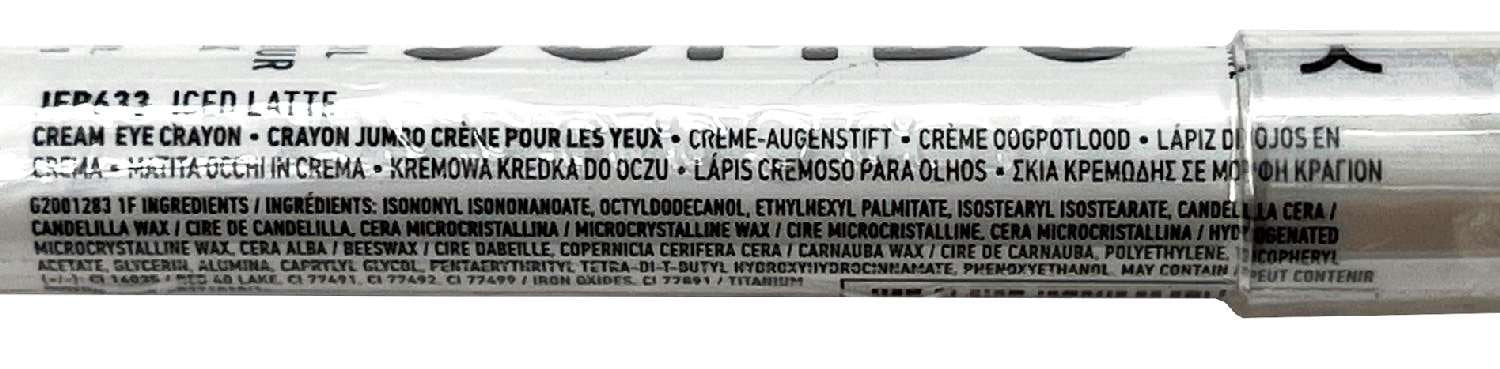 JEP633 ICED LATTE
CREAM EYE CRAYON • CRAYON JUMBO CRÈME POUR LES YEUX • CRÈME-AUGENSTIFT • CRÈME OOGPOTLOOD • LÁPIZ DE OJOS EN
CREMA • MATITA OCCHI IN CREMA • KREMOWA KREDKA DO OCZU • LÁPIS CREMOSO PARA OLHOS • ΣΚΙΑ ΚΡΕΜΩΔΗΣ ΣΕ ΜΟΡΦΗ ΚΡΑΓΙΟΝ
G2001283 1F INGREDIENTS / INGRÉDIENTS: ISONONYL ISONONANOATE, OCTYLDODECANOL, ETHYLHEXYL PALMITATE, ISOSTEARYL ISOSTEARATE, CANDELILLA CERA /
CANDELILLA WAX / CIRE DE CANDELILLA, CERA MICROCRISTALLINA / MICROCRYSTALLINE WAX / CIRE MICROCRISTALLINE, CERA MICROCRISTALLINA / HYDROGENATED
MICROCRYSTALLINE WAX, CERA ALBA / BEESWAX / CIRE DABEILLE, COPERNICIA CERIFERA CERA / CARNAUBA WAX / CIRE DE CARNAUBA, POLYETHYLENE, TOCOPHERYL
ACETATE, GLYCERIN, ALUMINA, CAPRYLYL GLYCOL, PENTAERYTHRITYL TETRA-DI-T-BUTYL HYDROXYHYDROCINNAMATE, PHENOXYETHANOL MAY CONTAIN / PEUT CONTENIR
(+/-) CI 16035 / RED 40 LAKE, CI 77491, CI 77492, CI 77499 / IRON OXIDES, CI 77891 / TITANIUM